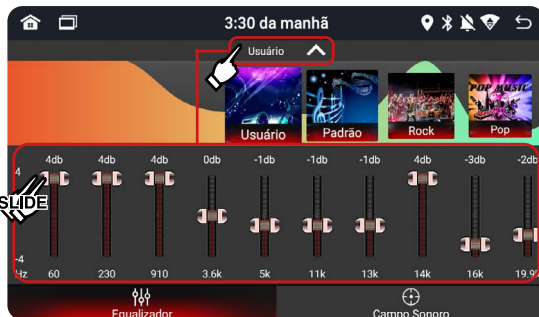 3:30 da manhã
Usuário
POP MUSIC
Usuário Padrão Rock Pop
4db 4db 4db 0db -1db -1db -1db 4db -3db -2db
4
SLIDE
-4
Hz 60 230 910 3.6k 5k 11k 13k 14k 16k 19.9k
Equalizador Campo Sonoro